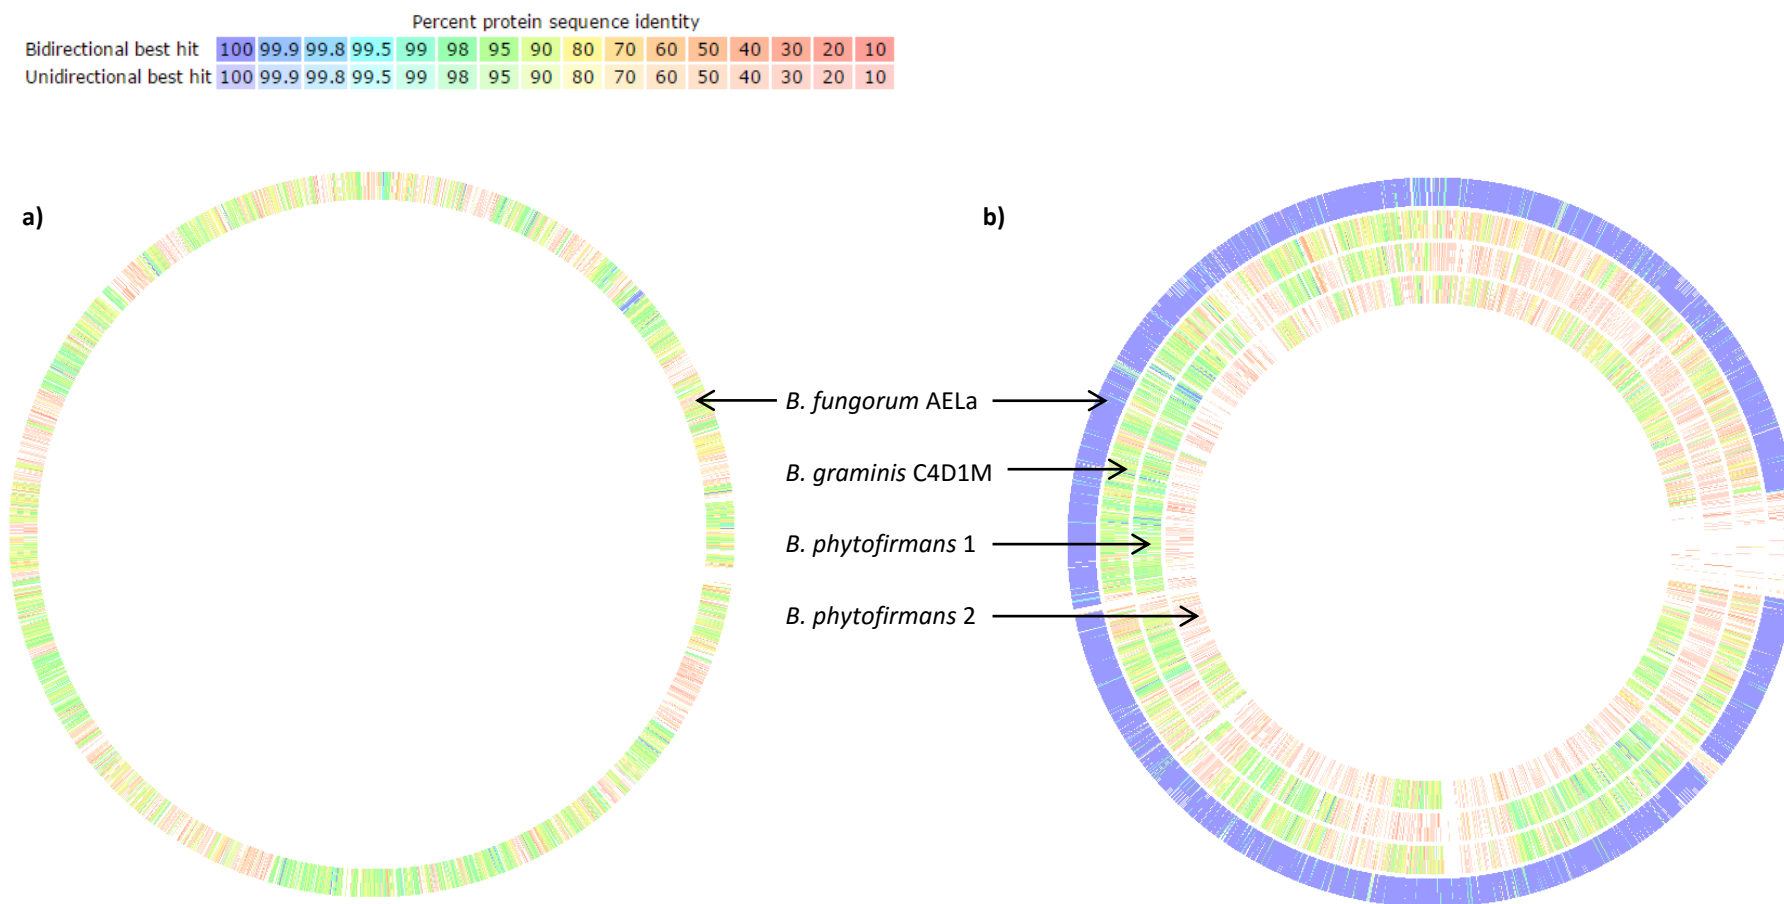 Percent protein sequence identity
Bidirectional best hit 100 99.9 99.8 99.5 99 98 95 90 80 70 60 50 40 30 20 10
Unidirectional best hit 100 99.9 99.8 99.5 99 98 95 90 80 70 60 50 40 30 20 10
a)
b)
B. fungorum AELa
B. graminis C4D1M
B. phytofirmans 1
B. phytofirmans 2